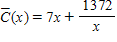 C̅(x) = 7x + 1372/x